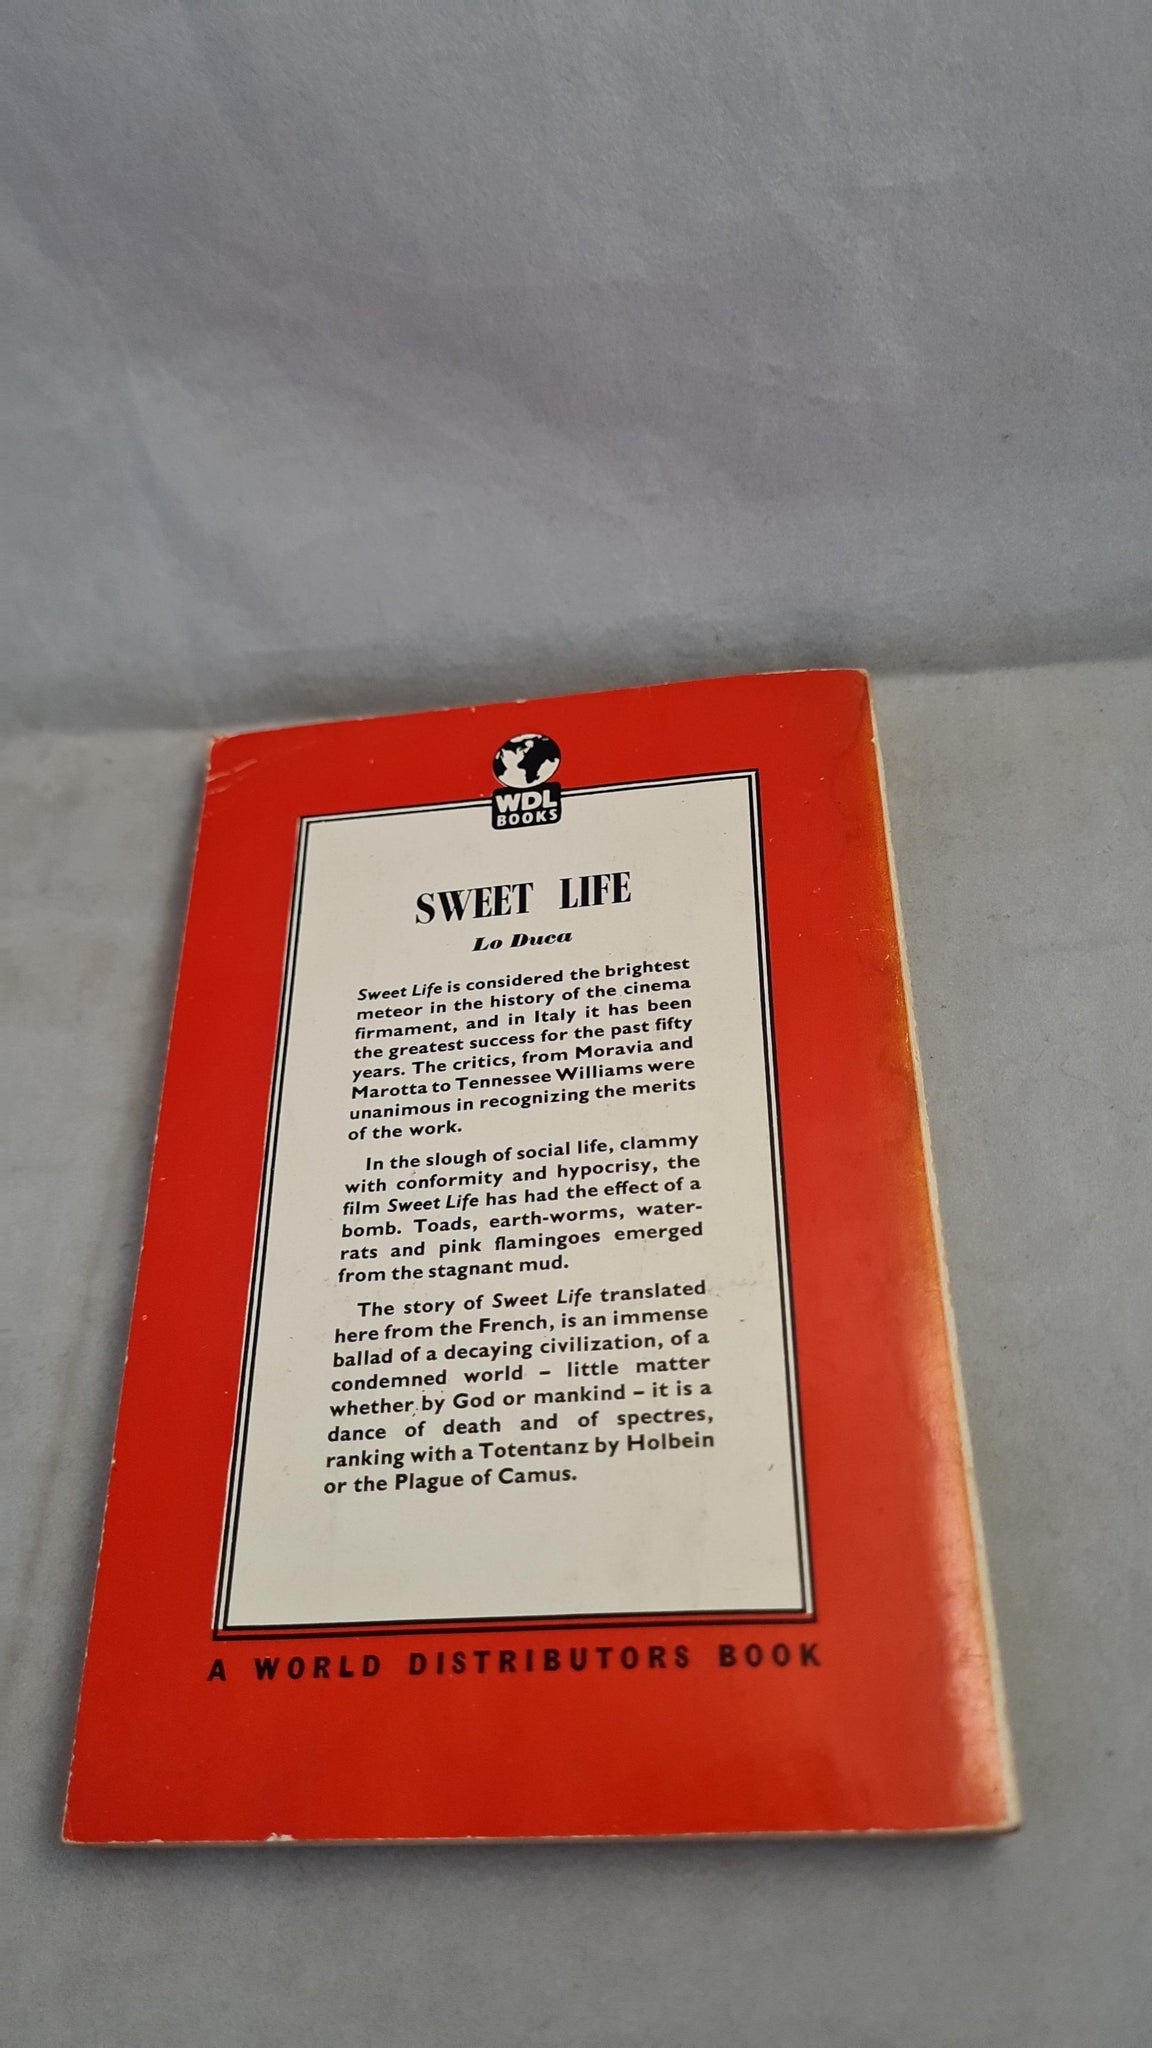 WDL
BOOKS
SWEET LIFE
Lo Duca
Sweet Life is considered the brightest
meteor in the history of the cinema
firmament, and in Italy it has been
the greatest success for the past fifty
years. The critics, from Moravia and
Marotta to Tennessee Williams were
unanimous in recognizing the merits
of the work.
In the slough of social life, clammy
with conformity and hypocrisy, the
film Sweet Life has had the effect of a
bomb. Toads, earth-worms, water-
rats and pink flamingoes emerged
from the stagnant mud.
The story of Sweet Life translated
here from the French, is an immense
ballad of a decaying civilization, of a
condemned world – little matter
whether by God or mankind – it is a
dance of death and of spectres,
ranking with a Totentanz by Holbein
or the Plague of Camus.
A WORLD DISTRIBUTORS BOOK